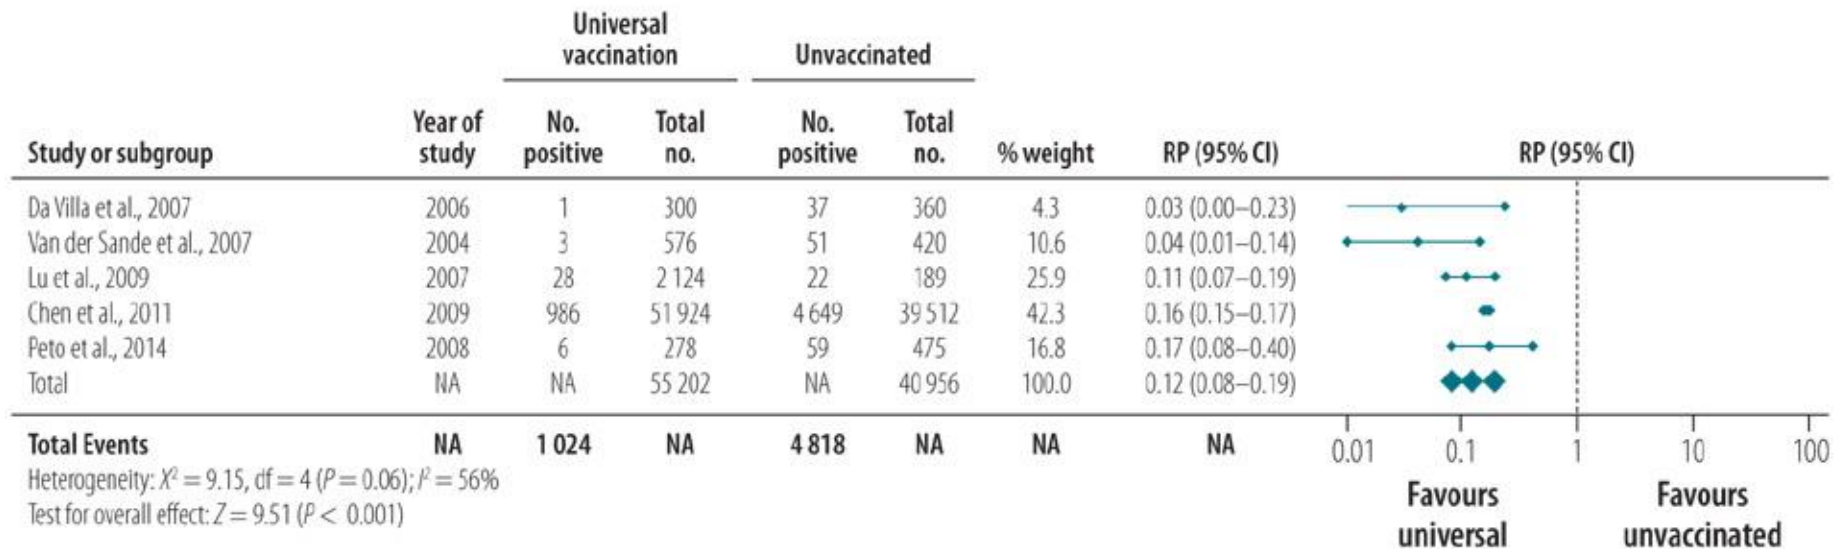 Universal vaccination Unvaccinated
Study or subgroup Year of study No. positive Total no. No. positive Total no. % weight RP (95% CI) RP (95% CI)
Da Villa et al., 2007 2006 1 300 37 360 4.3 0.03 (0.00–0.23)
Van der Sande et al., 2007 2004 3 576 51 420 10.6 0.04 (0.01–0.14)
Lu et al., 2009 2007 28 2 124 22 189 25.9 0.11 (0.07–0.19)
Chen et al., 2011 2009 986 51 924 4 649 39 512 42.3 0.16 (0.15–0.17)
Peto et al., 2014 2008 6 278 59 475 16.8 0.17 (0.08–0.40)
Total NA NA 55 202 NA 40 956 100.0 0.12 (0.08–0.19)
Total Events NA 1 024 NA 4 818 NA NA NA
0.01 0.1 1 10 100
Heterogeneity: X² = 9.15, df = 4 (P = 0.06); I² = 56%
Test for overall effect: Z = 9.51 (P < 0.001)
Favours universal Favours unvaccinated